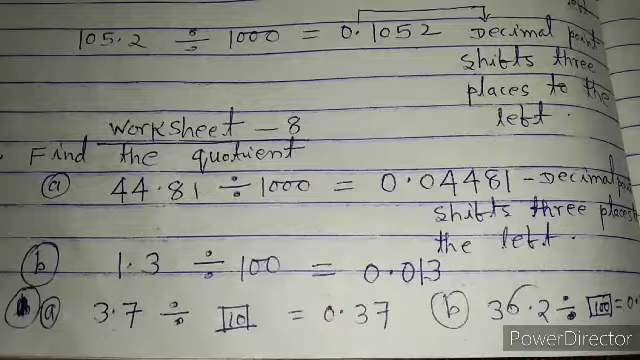 105.2 ÷ 1000 = 0.1052 Decimal point
shifts three
places to the
left.
Worksheet - 8
Find the quotient
(a) 44.81 ÷ 1000 = 0.04481 - Decimal point
shifts three places
the left.
(b) 1.3 ÷ 100 = 0.013
(a) 3.7 ÷ 10 = 0.37 (b) 36.2 ÷ 100 = 0.
PowerDirector